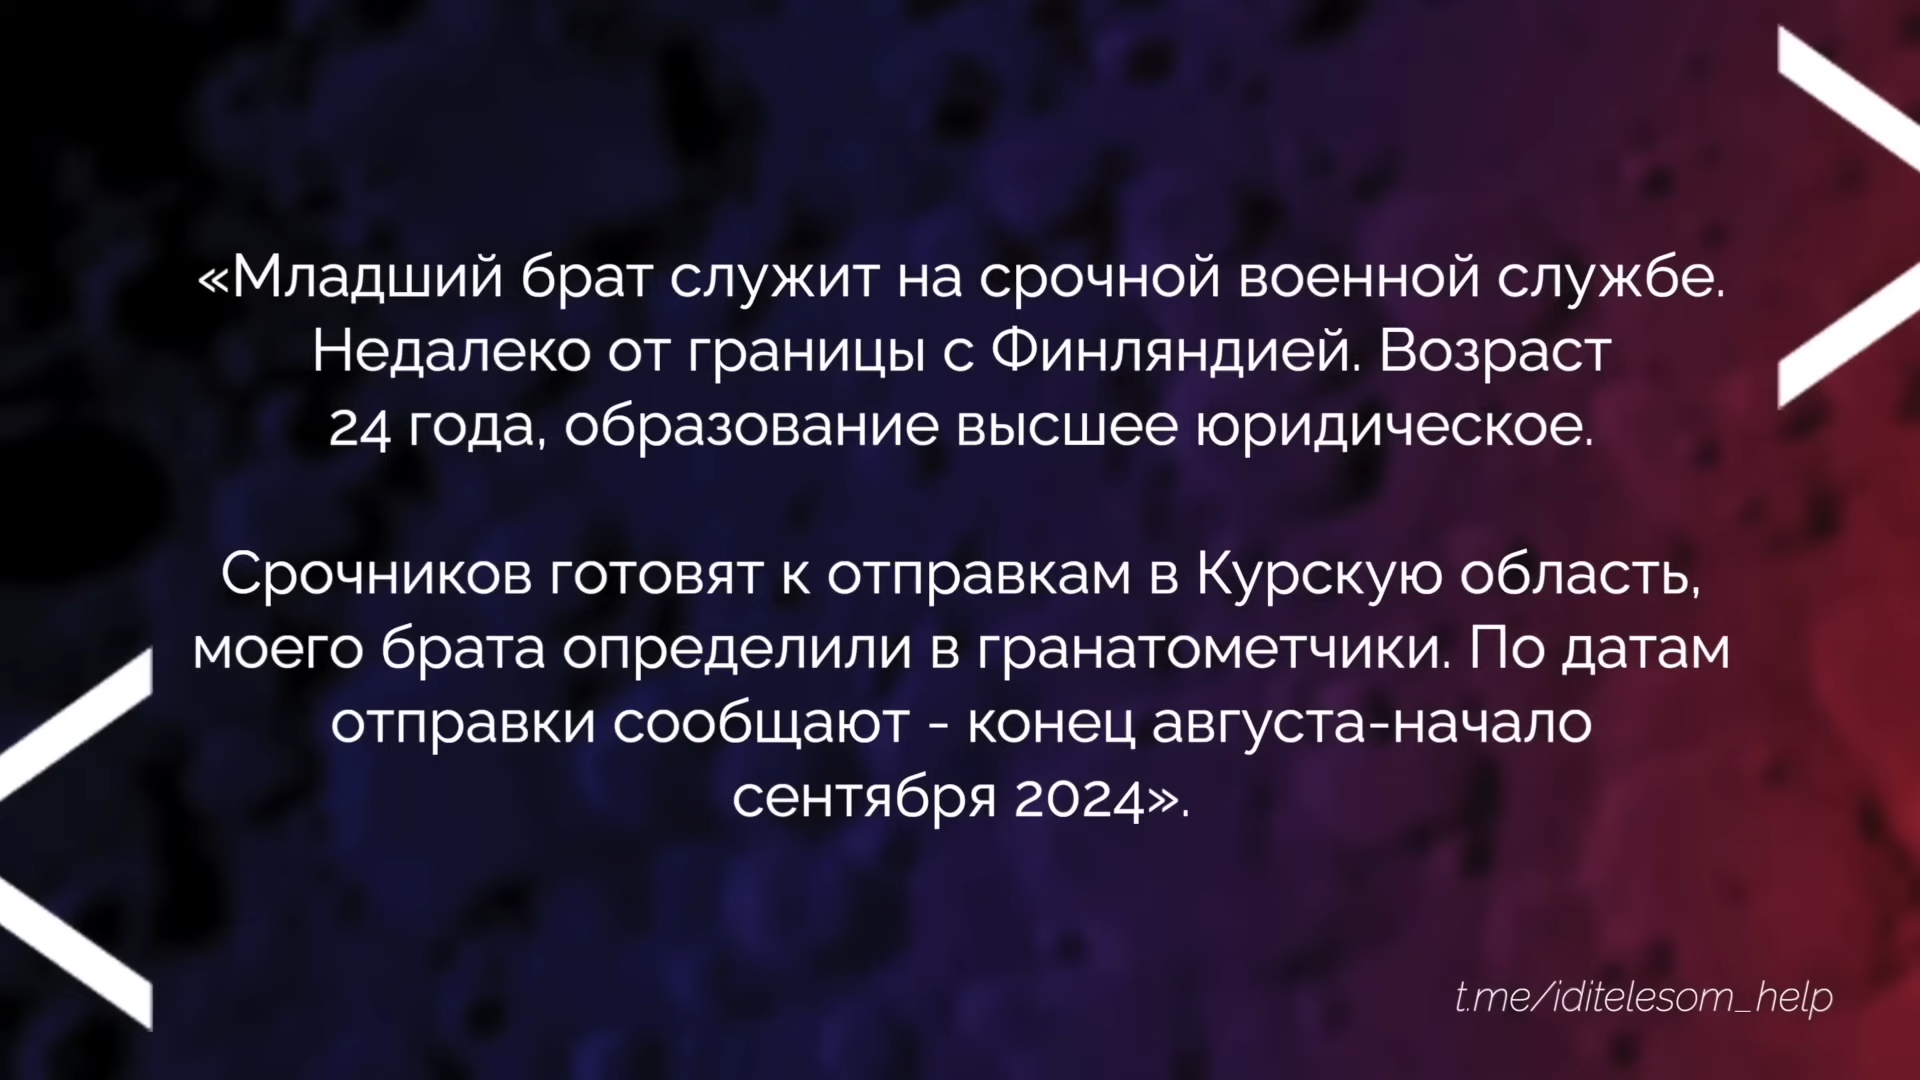 «Младший брат служит на срочной военной службе.
Недалеко от границы с Финляндией. Возраст
24 года, образование высшее юридическое.
Срочников готовят к отправкам в Курскую область,
моего брата определили в гранатометчики. По датам
отправки сообщают - конец августа-начало
сентября 2024».
t.me/iditelesom_help